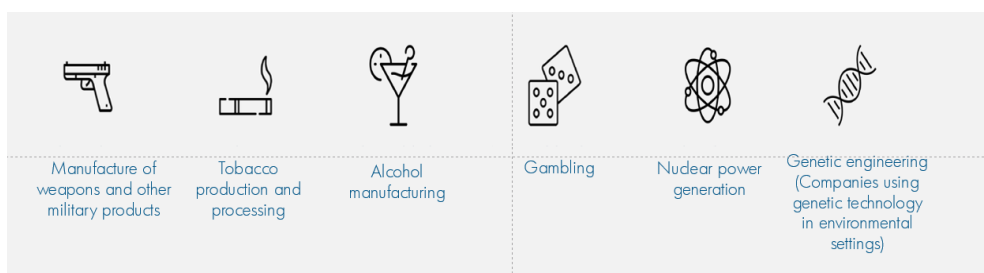 Manufacture of
weapons and other
military products
Tobacco
production and
processing
Alcohol
manufacturing
Gambling
Nuclear power
generation
Genetic engineering
(Companies using
genetic technology
in environmental
settings)